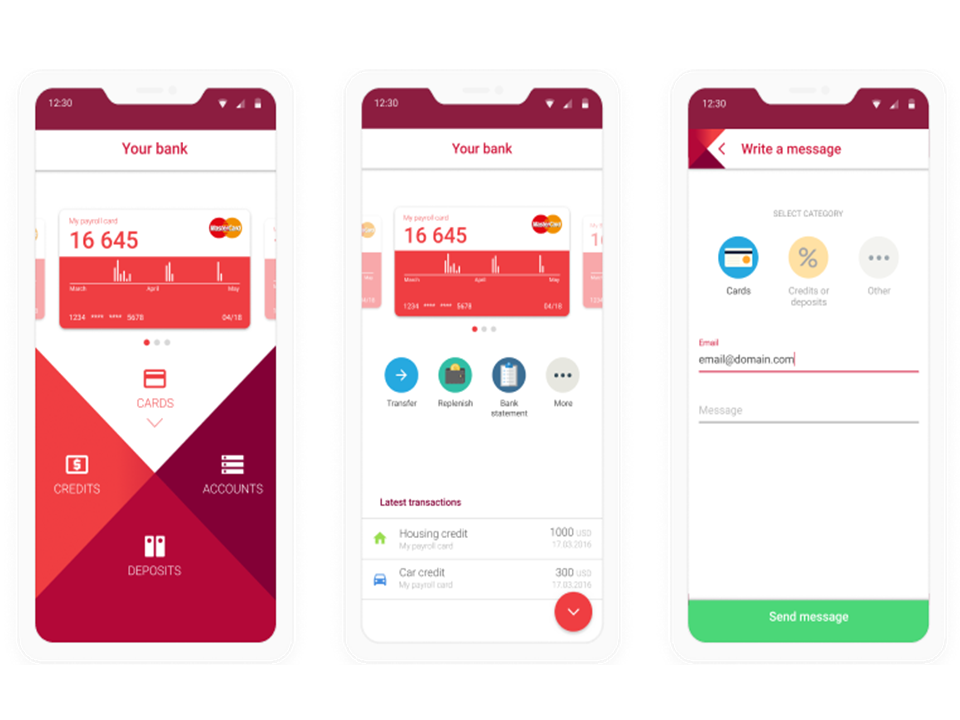 12:30
Your bank
My payroll card
16 645
MasterCard
March April May
1234 **** **** 5678 04/18
CARDS
CREDITS
ACCOUNTS
DEPOSITS
12:30
Your bank
My payroll card
16 645
MasterCard
March April May
1234 **** **** 5678 04/18
Transfer
Replenish
Bank
statement
More
Latest transactions
Housing credit 1000 USD
My payroll card 17.03.2016
Car credit 300 USD
My payroll card 17.03.2016
12:30
Write a message
SELECT CATEGORY
Cards
Credits or
deposits
Other
Email
email@domain.com
Message
Send message